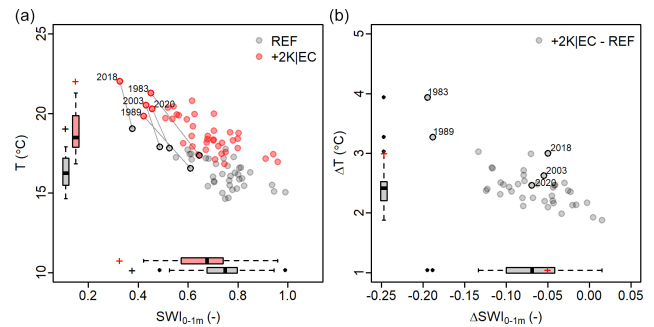 (a)
REF
+2K|EC
2018
1983
2003
2020
1989
T (°C)
25
20
15
10
0.2 0.4 0.6 0.8 1.0
SWI0-1m (-)
(b)
+2K|EC - REF
1983
1989
2018
2003
2020
ΔT (°C)
5
4
3
2
1
-0.25 -0.20 -0.15 -0.10 -0.05 0.00 0.05
ΔSWI0-1m (-)